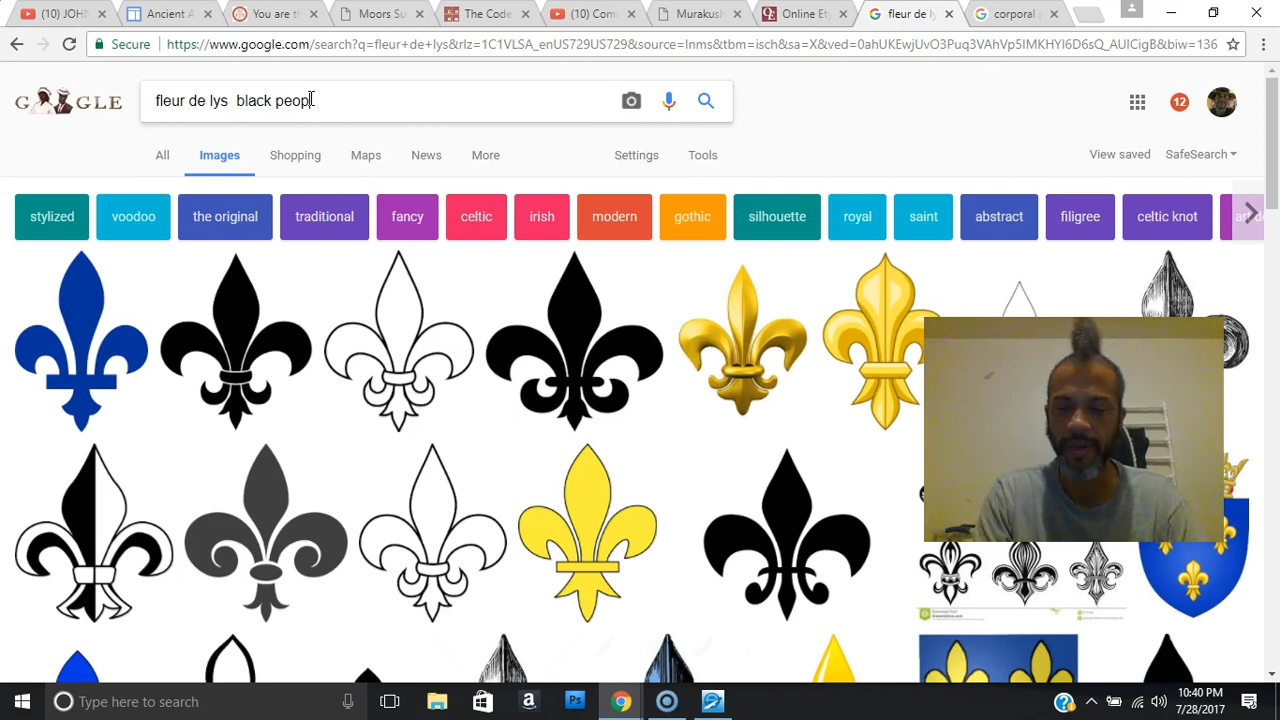 (10) JOHN
Ancient A
You are th
Moors Su
The Code
(10) Com
Murakush
Online Et
fleur de ly
corporal p
Secure
https://www.google.com/search?q=fleur+de+lys&rlz=1C1VLSA_enUS729US729&source=lnms&tbm=isch&sa=X&ved=0ahUKEwjUvO3Puq3VAhVp5IMKHYI6D6sQ_AUICigB&biw=136
GOOGLE
fleur de lys  black peopl
12
All
Images
Shopping
Maps
News
More
Settings
Tools
View saved
SafeSearch
stylized
voodoo
the original
traditional
fancy
celtic
irish
modern
gothic
silhouette
royal
saint
abstract
filigree
celtic knot
Type here to search
10:40 PM
7/28/2017